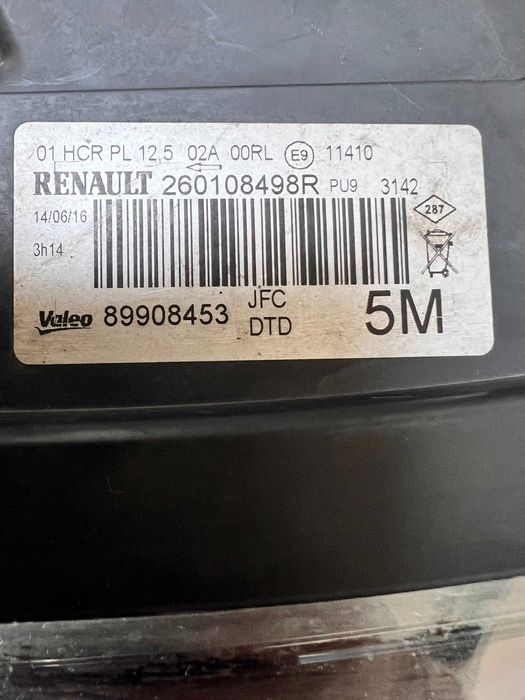 01 HCR PL 12,5 02A 00RL E9 11410
RENAULT 260108498R PU9 3142
14/06/16
287
3h14
Valeo 89908453 JFC
DTD
5M